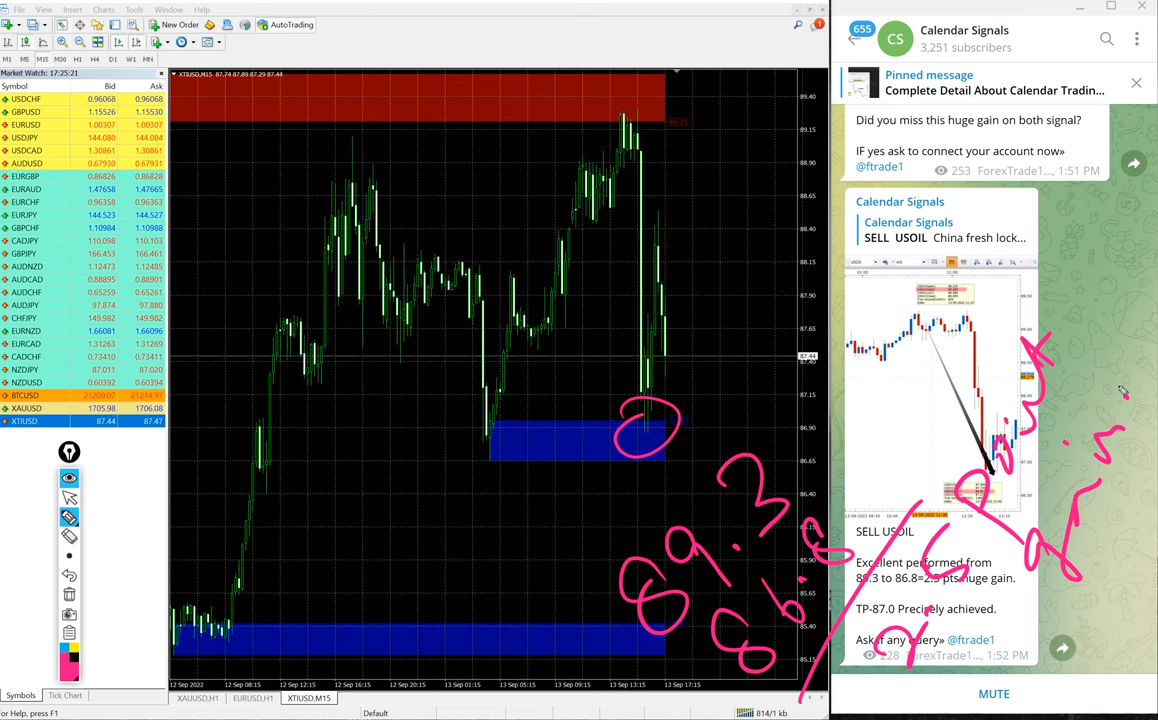 File View Insert Charts Tools Window Help
New Order AutoTrading
M1 M5 M15 M30 H1 H4 D1 W1 MN
Market Watch: 17:25:21
Symbol Bid Ask
USDCHF 0.96068 0.96068
GBPUSD 1.15526 1.15530
EURUSD 1.00307 1.00307
USDJPY 144.080 144.084
USDCAD 1.30861 1.30861
AUDUSD 0.67930 0.67931
EURGBP 0.86826 0.86828
EURAUD 1.47658 1.47665
EURCHF 0.96358 0.96363
EURJPY 144.523 144.527
GBPCHF 1.10984 1.10988
CADJPY 110.098 110.103
GBPJPY 166.453 166.461
AUDNZD 1.12473 1.12485
AUDCAD 0.88895 0.88901
AUDCHF 0.65259 0.65263
AUDJPY 97.874 97.880
CHFJPY 149.982 149.982
EURNZD 1.66081 1.66096
EURCAD 1.31263 1.31269
CADCHF 0.73410 0.73411
NZDJPY 87.011 87.020
NZDUSD 0.60392 0.60394
BTCUSD 21209.07 21214.97
XAUUSD 1705.98 1706.08
XTIUSD 87.44 87.47
Symbols Tick Chart
For Help, press F1
XTIUSD,M15 87.74 87.89 87.29 87.44
89.40
89.15
88.90
88.65
88.40
88.15
87.90
87.65
87.44
87.40
87.15
86.90
86.65
86.40
85.90
85.65
85.40
85.15
12 Sep 2022 12 Sep 08:15 12 Sep 12:15 12 Sep 16:15 12 Sep 20:15 13 Sep 01:15 13 Sep 05:15 13 Sep 09:15 13 Sep 13:15 13 Sep 17:15
XAUUSD,H1 EURUSD,H1 XTIUSD,M15
Default 814/1 kb
89.3
86.8
2.5 Point
gain
655
CS
Calendar Signals
3,251 subscribers
Pinned message
Complete Detail About Calendar Tradin...
Did you miss this huge gain on both signal?
IF yes ask to connect your account now»
@ftrade1
253 ForexTrade1..., 1:51 PM
Calendar Signals
Calendar Signals
SELL USOIL China fresh lock...
SELL USOIL
Excellent performed from
89.3 to 86.8=2.5 pts huge gain.
TP-87.0 Precisely achieved.
Ask if any query» @ftrade1
228 ForexTrade1..., 1:52 PM
MUTE